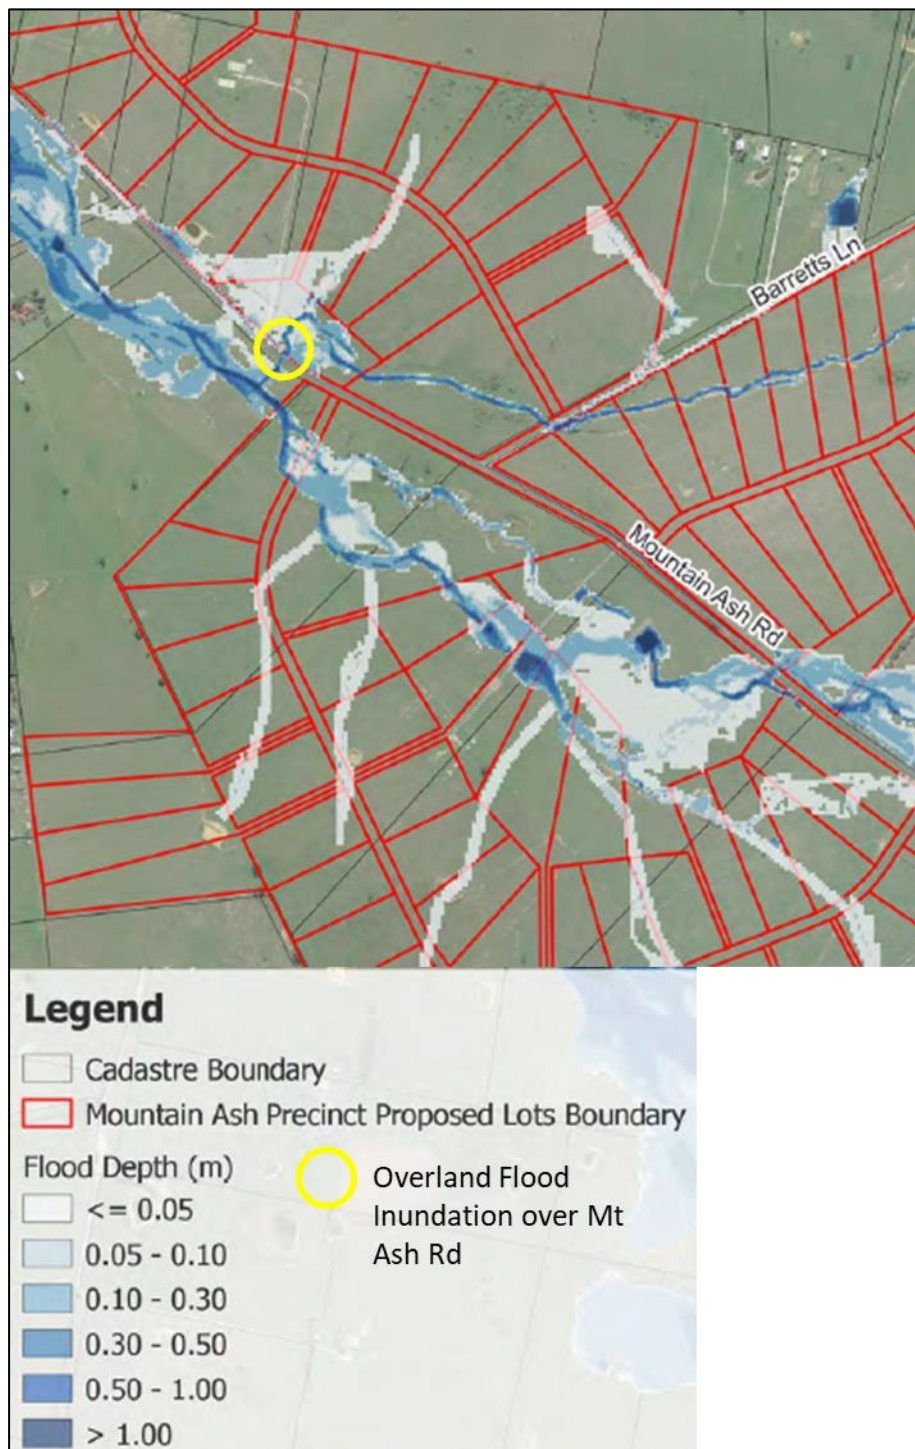 Barretts Ln
Mountain Ash Rd
Legend
Cadastre Boundary
Mountain Ash Precinct Proposed Lots Boundary
Flood Depth (m)
<= 0.05
0.05 - 0.10
0.10 - 0.30
0.30 - 0.50
0.50 - 1.00
> 1.00
Overland Flood
Inundation over Mt
Ash Rd